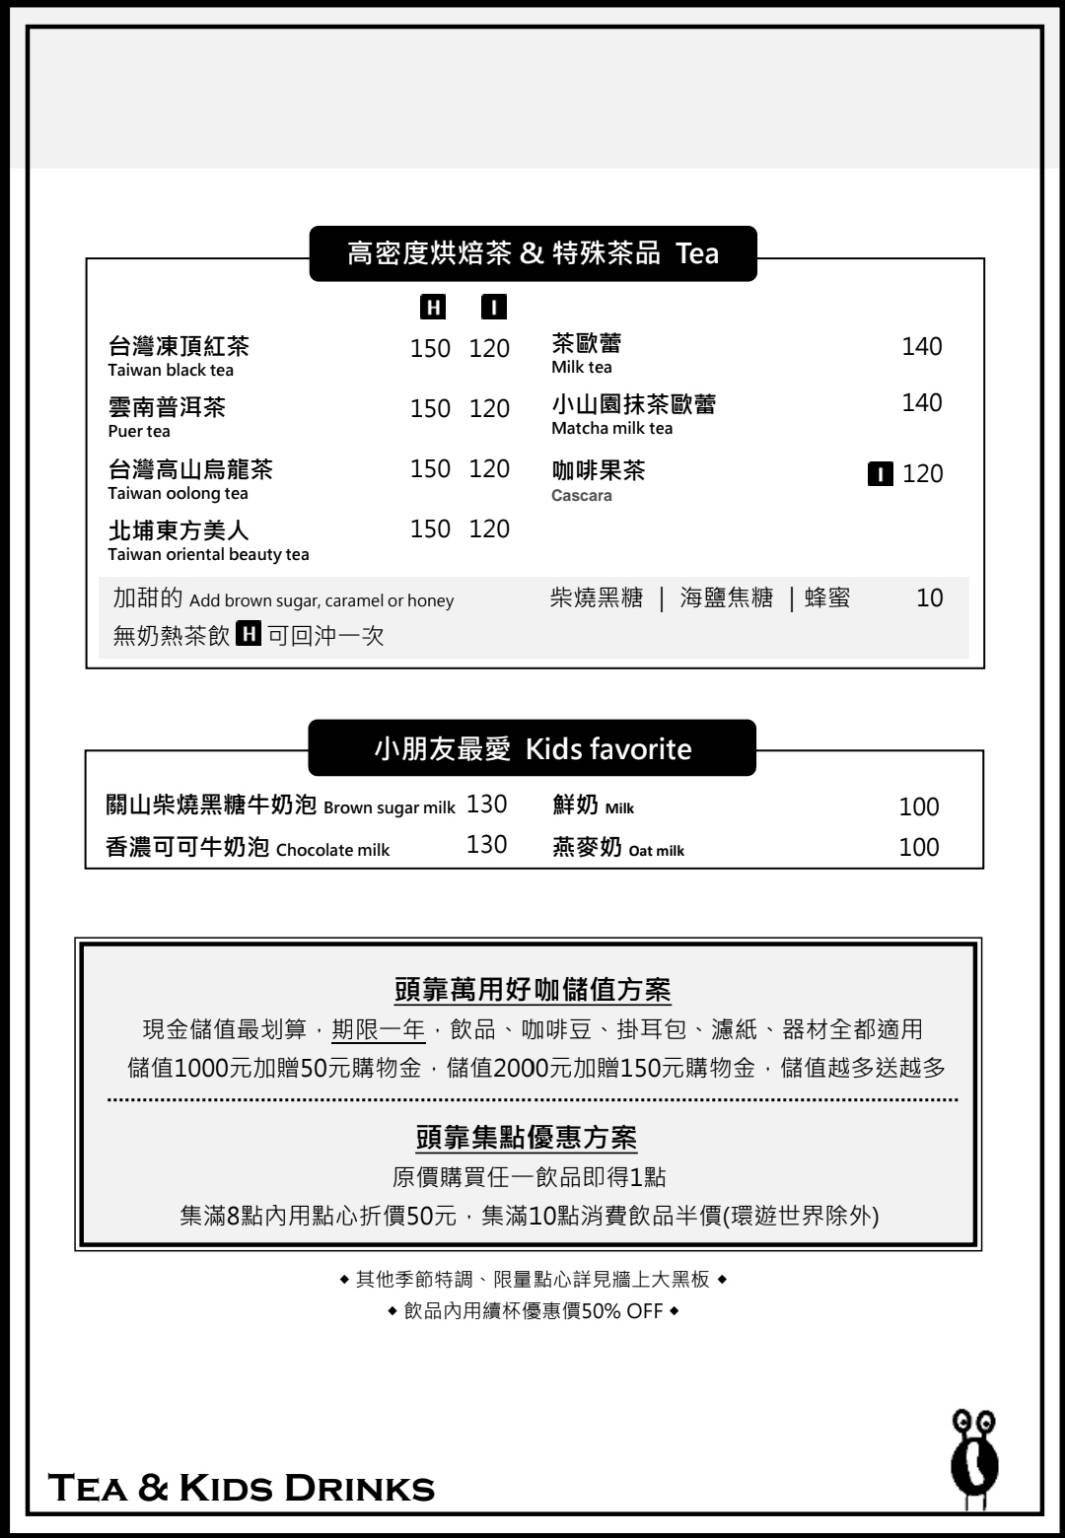 高密度烘焙茶 & 特殊茶品 Tea
H I
台灣凍頂紅茶 150 120
Taiwan black tea
雲南普洱茶 150 120
Puer tea
台灣高山烏龍茶 150 120
Taiwan oolong tea
北埔東方美人 150 120
Taiwan oriental beauty tea
茶歐蕾 140
Milk tea
小山園抹茶歐蕾 140
Matcha milk tea
咖啡果茶 I 120
Cascara
加甜的 Add brown sugar, caramel or honey 柴燒黑糖 | 海鹽焦糖 | 蜂蜜 10
無奶熱茶飲 H 可回沖一次
小朋友最愛 Kids favorite
關山柴燒黑糖牛奶泡 Brown sugar milk 130
香濃可可牛奶泡 Chocolate milk 130
鮮奶 Milk 100
燕麥奶 Oat milk 100
頭靠萬用好咖儲值方案
現金儲值最划算，期限一年，飲品、咖啡豆、掛耳包、濾紙、器材全都適用
儲值1000元加贈50元購物金，儲值2000元加贈150元購物金，儲值越多送越多
頭靠集點優惠方案
原價購買任一飲品即得1點
集滿8點內用點心折價50元，集滿10點消費飲品半價(環遊世界除外)
◆ 其他季節特調、限量點心詳見牆上大黑板 ◆
◆ 飲品內用續杯優惠價50% OFF ◆
TEA & KIDS DRINKS